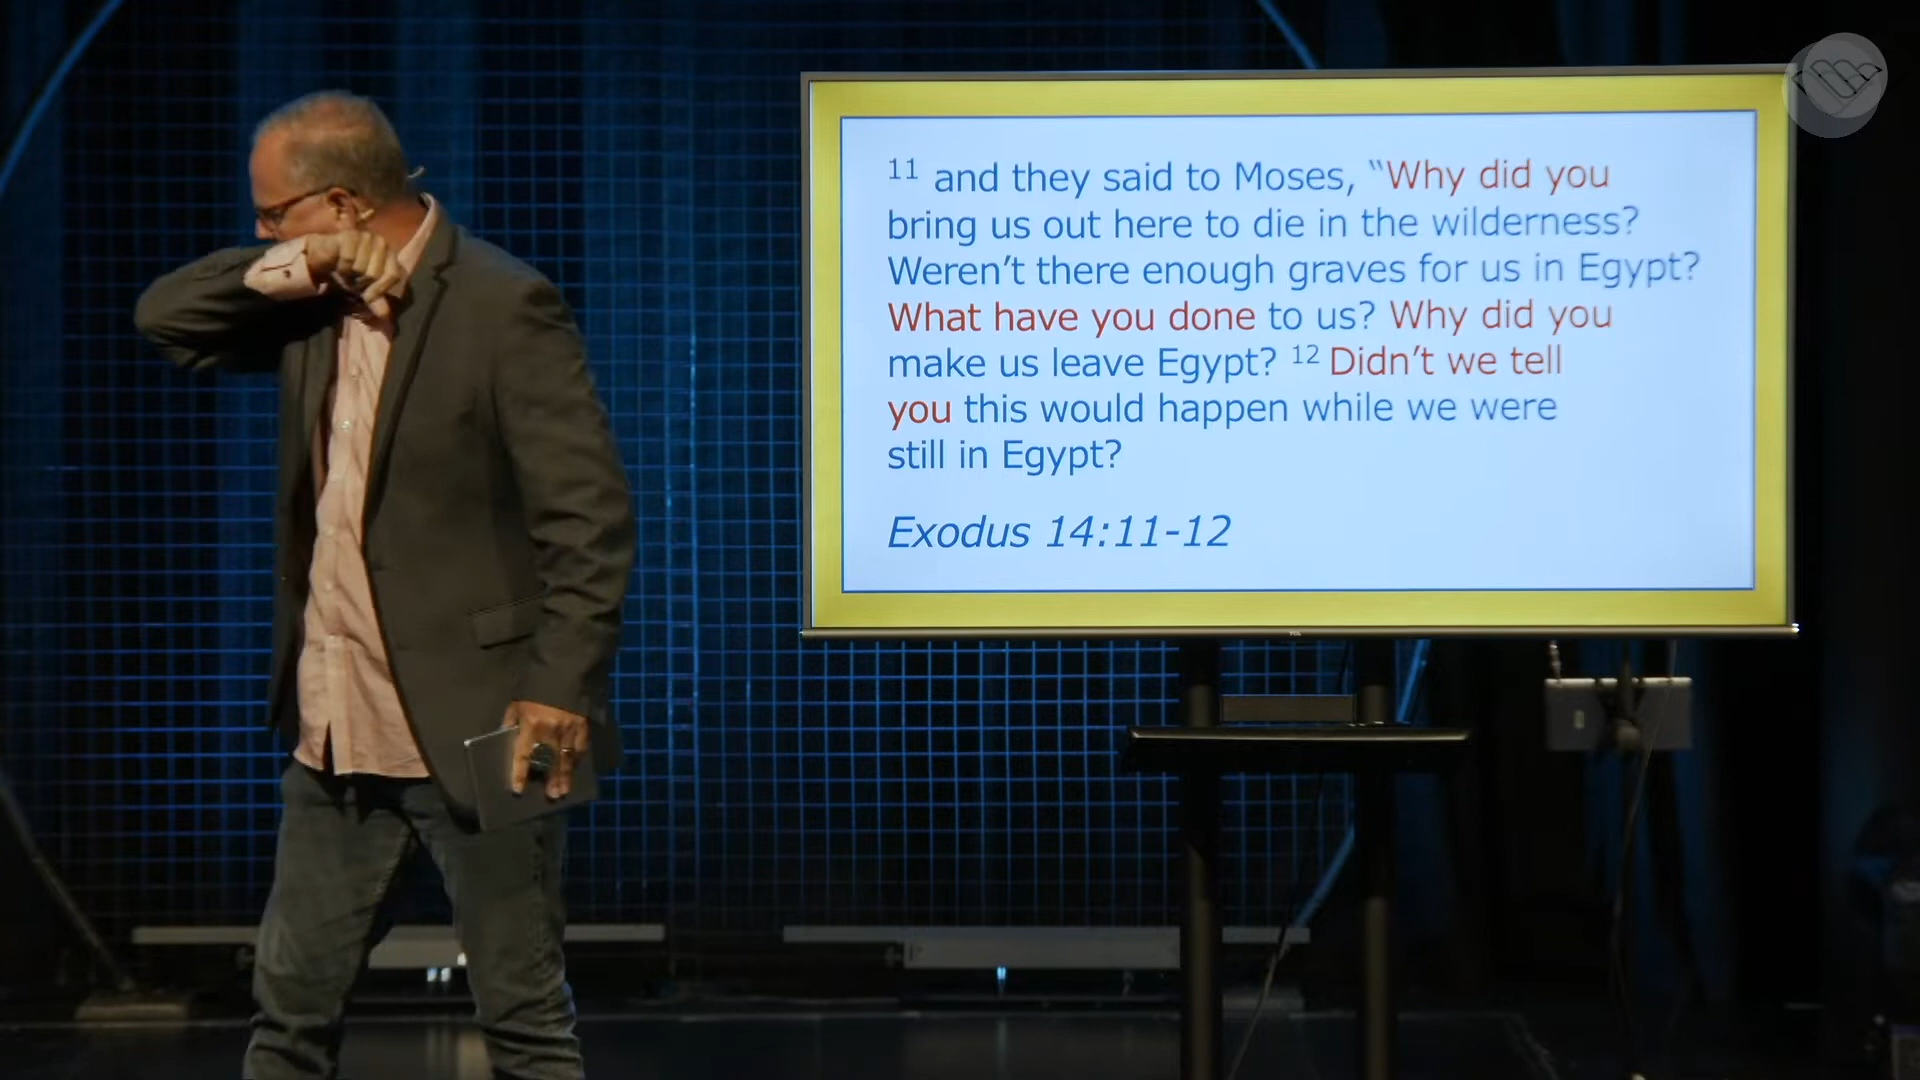 11 and they said to Moses, “Why did you
bring us out here to die in the wilderness?
Weren’t there enough graves for us in Egypt?
What have you done to us? Why did you
make us leave Egypt? 12 Didn’t we tell
you this would happen while we were
still in Egypt?
Exodus 14:11-12
TCL